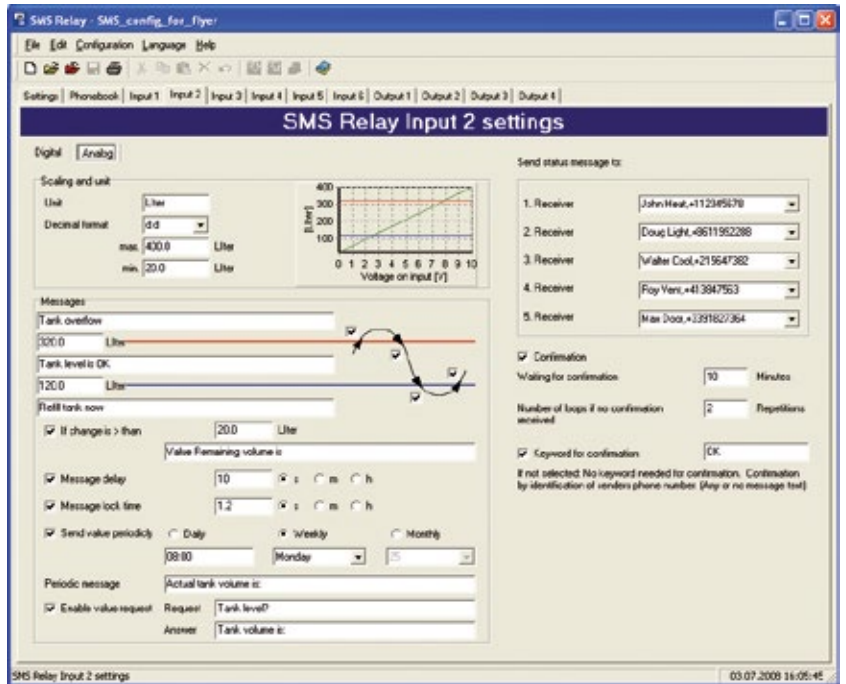 SMS Relay - SMS_config_for_flyer
File Edit Configuration Language Help
Settings Phonebook Input 1 Input 2 Input 3 Input 4 Input 5 Input 6 Output 1 Output 2 Output 3 Output 4
SMS Relay Input 2 settings
Digital Analog
Scaling and unit
Unit Liter
Decimal format d.d
max. 400.0 Liter
min. 20.0 Liter
400
300
200
100
[Liter]
0 1 2 3 4 5 6 7 8 9 10
Voltage on input [V]
Messages
Tank overflow
320.0 Liter
Tank level is OK
120.0 Liter
Refill tank now
If change is > than 20.0 Liter
Value Remaining volume is
Message delay 10 s m h
Message lock time 1.2 s m h
Send value periodicly Daily Weekly Monthly
08:00 Monday 25
Periodic message Actual tank volume is:
Enable value request Request Tank level?
Answer Tank volume is:
Send status message to:
1. Receiver John Heat,+112345678
2. Receiver Doug Light,+8611952288
3. Receiver Walter Cool,+215647382
4. Receiver Roy Vent,+413847563
5. Receiver Max Door,+3391827364
Confirmation
Waiting for confirmation 10 Minutes
Number of loops if no confirmation received 2 Repetitions
Keyword for confirmation OK
If not selected: No keyword needed for confirmation. Confirmation
by identification of senders phone number. (Any or no message text)
SMS Relay Input 2 settings 03.07.2008 16:05:45